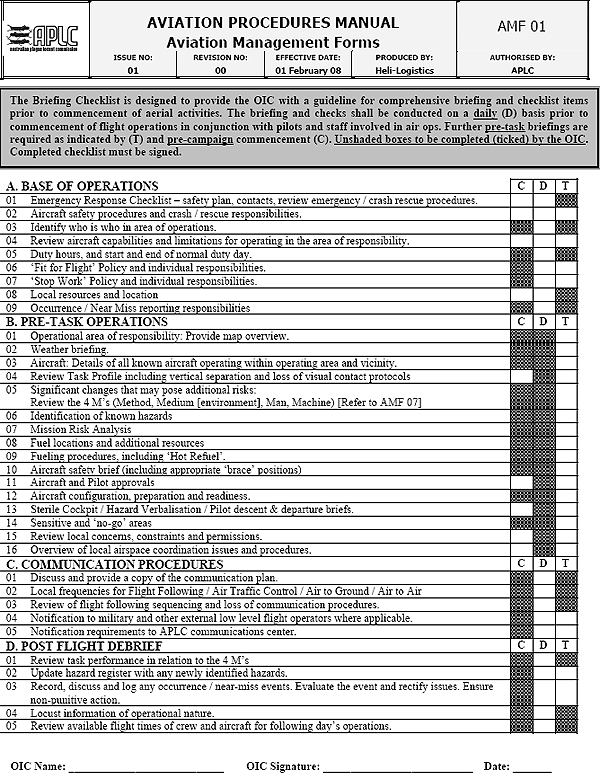 APLC
australian plague locust commission
AVIATION PROCEDURES MANUAL
Aviation Management Forms
AMF 01
ISSUE NO:
01
REVISION NO:
00
EFFECTIVE DATE:
01 February 08
PRODUCED BY:
Heli-Logistics
AUTHORISED BY:
APLC
The Briefing Checklist is designed to provide the OIC with a guideline for comprehensive briefing and checklist items
prior to commencement of aerial activities. The briefing and checks shall be conducted on a daily (D) basis prior to
commencement of flight operations in conjunction with pilots and staff involved in air ops. Further pre-task briefings are
required as indicated by (T) and pre-campaign commencement (C). Unshaded boxes to be completed (ticked) by the OIC.
Completed checklist must be signed.
A. BASE OF OPERATIONS C D T
01 Emergency Response Checklist – safety plan, contacts, review emergency / crash rescue procedures.
02 Aircraft safety procedures and crash / rescue responsibilities.
03 Identify who is who in area of operations.
04 Review aircraft capabilities and limitations for operating in the area of responsibility.
05 Duty hours, and start and end of normal duty day.
06 ‘Fit for Flight’ Policy and individual responsibilities.
07 ‘Stop Work’ Policy and individual responsibilities.
08 Local resources and location
09 Occurrence / Near Miss reporting responsibilities
B. PRE-TASK OPERATIONS C D T
01 Operational area of responsibility: Provide map overview.
02 Weather briefing.
03 Aircraft: Details of all known aircraft operating within operating area and vicinity.
04 Review Task Profile including vertical separation and loss of visual contact protocols
05 Significant changes that may pose additional risks:
Review the 4 M’s (Method, Medium [environment], Man, Machine) [Refer to AMF 07]
06 Identification of known hazards
07 Mission Risk Analysis
08 Fuel locations and additional resources
09 Fueling procedures, including ‘Hot Refuel’.
10 Aircraft safety brief (including appropriate ‘brace’ positions)
11 Aircraft and Pilot approvals
12 Aircraft configuration, preparation and readiness.
13 Sterile Cockpit / Hazard Verbalisation / Pilot descent & departure briefs.
14 Sensitive and ‘no-go’ areas
15 Review local concerns, constraints and permissions.
16 Overview of local airspace coordination issues and procedures.
C. COMMUNICATION PROCEDURES C D T
01 Discuss and provide a copy of the communication plan.
02 Local frequencies for Flight Following / Air Traffic Control / Air to Ground / Air to Air
03 Review of flight following sequencing and loss of communication procedures.
04 Notification to military and other external low level flight operators where applicable.
05 Notification requirements to APLC communications center.
D. POST FLIGHT DEBRIEF C D T
01 Review task performance in relation to the 4 M’s
02 Update hazard register with any newly identified hazards.
03 Record, discuss and log any occurrence / near-miss events. Evaluate the event and rectify issues. Ensure
non-punitive action.
04 Locust information of operational nature.
05 Review available flight times of crew and aircraft for following day’s operations.
OIC Name: OIC Signature: Date: